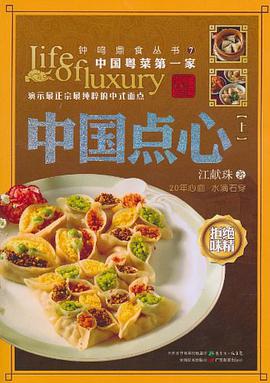 钟鸣鼎食丛书7
Life of luxury
中国粤菜第一家
演示最正宗最纯粹的中式面点
中国点心
[上]
江献珠 著
20年心血 水滴石穿
拒绝味精